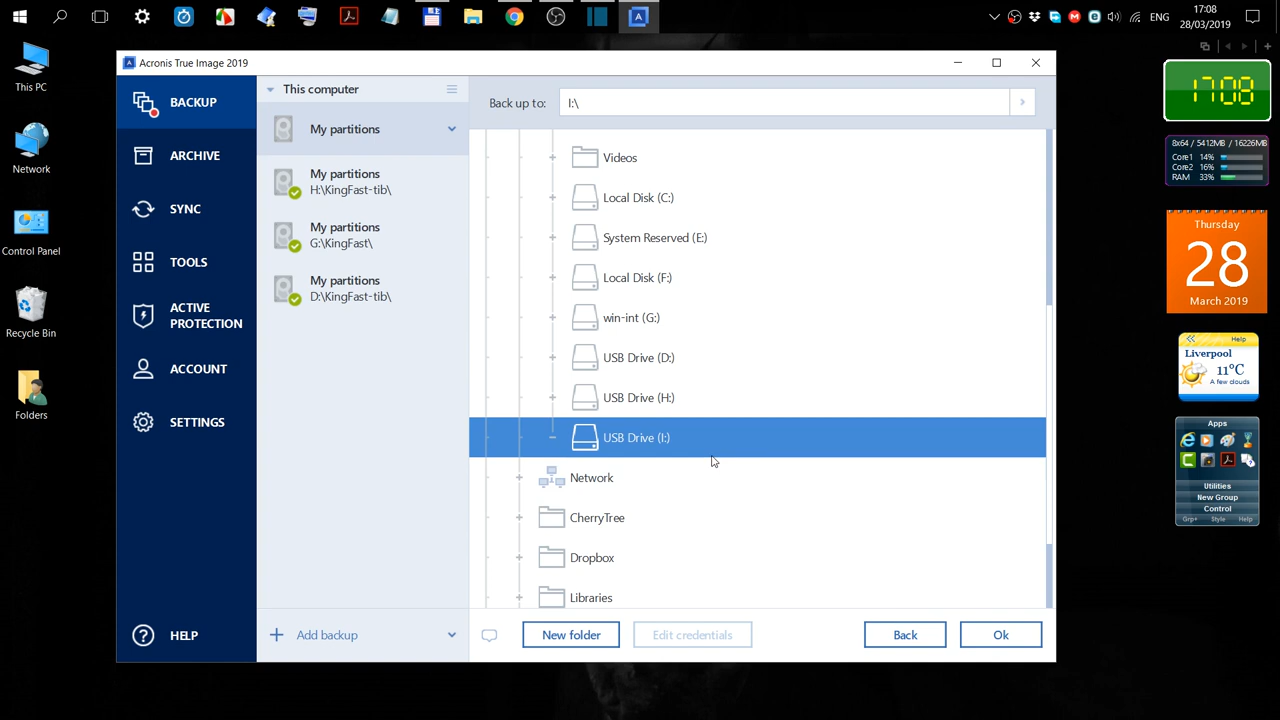 ENG
17:08
28/03/2019
This PC
Network
Control Panel
Recycle Bin
Folders
Acronis True Image 2019
BACKUP
ARCHIVE
SYNC
TOOLS
ACTIVE
PROTECTION
ACCOUNT
SETTINGS
HELP
This computer
My partitions
My partitions
H:\KingFast-tib\
My partitions
G:\KingFast\
My partitions
D:\KingFast-tib\
Add backup
Back up to:
I:\
Videos
Local Disk (C:)
System Reserved (E:)
Local Disk (F:)
win-int (G:)
USB Drive (D:)
USB Drive (H:)
USB Drive (I:)
Network
CherryTree
Dropbox
Libraries
New folder
Edit credentials
Back
Ok
17:08
8x64 / 5412MB / 16226MB
Core1 14%
Core2 16%
RAM 33%
Thursday
28
March 2019
Help
Liverpool
11°C
A few clouds
Apps
Utilities
New Group
Control
Grp+ Style Help